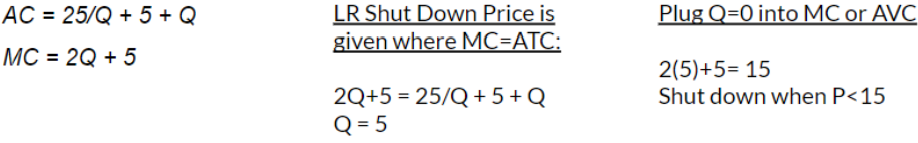 AC = 25/Q + 5 + Q
MC = 2Q + 5
LR Shut Down Price is
given where MC=ATC:
2Q+5 = 25/Q + 5 + Q
Q = 5
Plug Q=0 into MC or AVC
2(5)+5= 15
Shut down when P<15